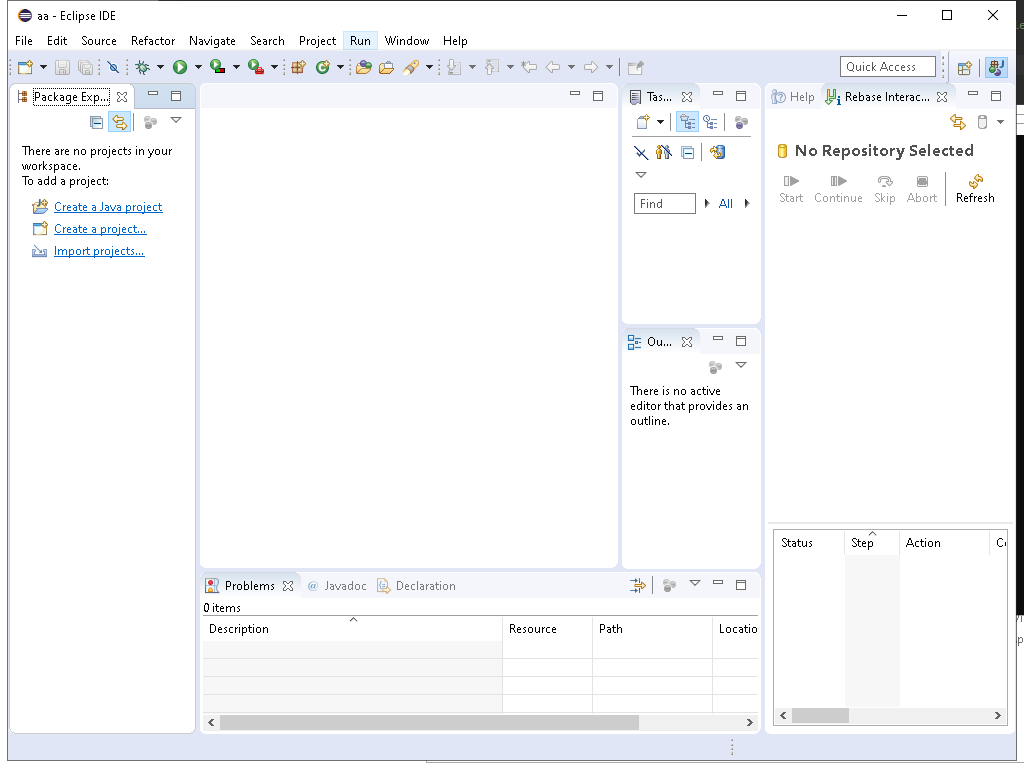 aa - Eclipse IDE
File Edit Source Refactor Navigate Search Project Run Window Help
Quick Access
Package Exp...
There are no projects in your
workspace.
To add a project:
Create a Java project
Create a project...
Import projects...
Tas...
Find
All
Ou...
There is no active
editor that provides an
outline.
Help
Rebase Interac...
No Repository Selected
Start Continue Skip Abort Refresh
Status Step Action
Problems @ Javadoc Declaration
0 items
Description Resource Path Locatio